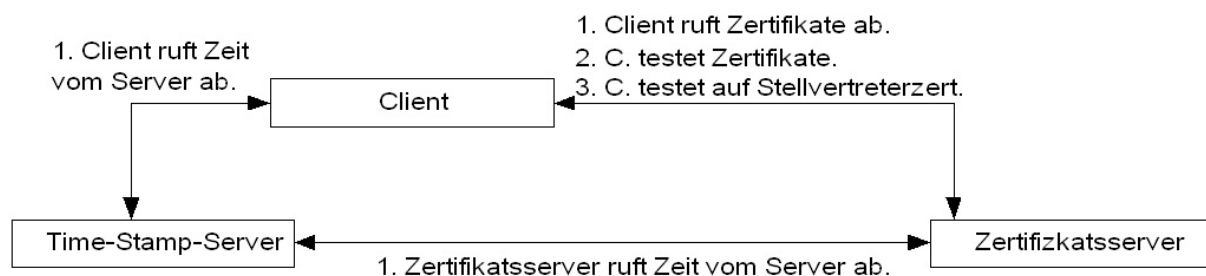 1. Client ruft Zeit
vom Server ab.
1. Client ruft Zertifikate ab.
2. C. testet Zertifikate.
3. C. testet auf Stellvertreterzert.
Client
Time-Stamp-Server
Zertifizkatsserver
1. Zertifikatsserver ruft Zeit vom Server ab.